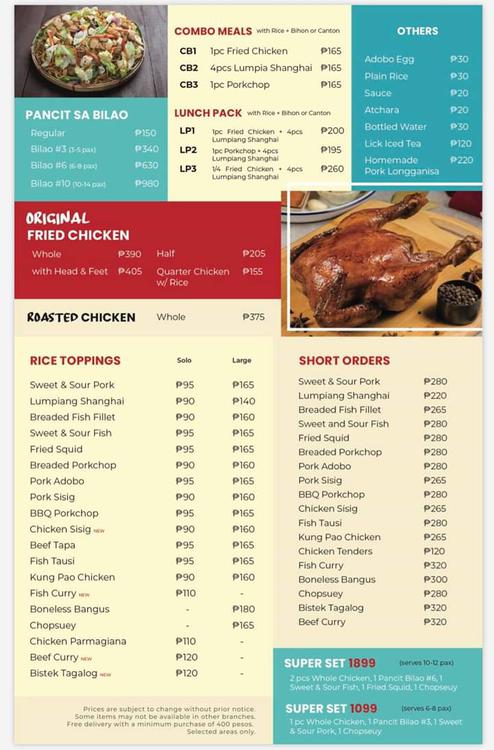 COMBO MEALS with Rice + Bihon or Canton
CB1 1pc Fried Chicken ₱165
CB2 4pcs Lumpia Shanghai ₱165
CB3 1pc Porkchop ₱165
LUNCH PACK with Rice + Bihon or Canton
LP1 1pc Fried Chicken + 4pcs ₱200
Lumpiang Shanghai
LP2 1pc Porkchop + 4pcs ₱195
Lumpiang Shanghai
LP3 1/4 Fried Chicken + 4pcs ₱260
Lumpiang Shanghai
OTHERS
Adobo Egg ₱30
Plain Rice ₱30
Sauce ₱20
Atchara ₱20
Bottled Water ₱30
Lick Iced Tea ₱120
Homemade ₱220
Pork Longganisa
PANCIT SA BILAO
Regular ₱150
Bilao #3 (3-5 pax) ₱340
Bilao #6 (6-8 pax) ₱630
Bilao #10 (10-14 pax) ₱980
ORIGINAL
FRIED CHICKEN
Whole ₱390 Half ₱205
with Head & Feet ₱405 Quarter Chicken ₱155
w/ Rice
ROASTED CHICKEN Whole ₱375
RICE TOPPINGS Solo Large
Sweet & Sour Pork ₱95 ₱165
Lumpiang Shanghai ₱90 ₱140
Breaded Fish Fillet ₱90 ₱160
Sweet & Sour Fish ₱95 ₱165
Fried Squid ₱95 ₱165
Breaded Porkchop ₱90 ₱160
Pork Adobo ₱95 ₱165
Pork Sisig ₱90 ₱160
BBQ Porkchop ₱95 ₱165
Chicken Sisig NEW ₱90 ₱160
Beef Tapa ₱95 ₱165
Fish Tausi ₱95 ₱165
Kung Pao Chicken ₱90 ₱160
Fish Curry NEW ₱110 -
Boneless Bangus - ₱180
Chopsuey - ₱165
Chicken Parmagiana ₱110 -
Beef Curry NEW ₱120 -
Bistek Tagalog NEW ₱120 -
Prices are subject to change without prior notice.
Some items may not be available in other branches.
Free delivery with a minimum purchase of 400 pesos.
Selected areas only.
SHORT ORDERS
Sweet & Sour Pork ₱280
Lumpiang Shanghai ₱220
Breaded Fish Fillet ₱265
Sweet and Sour Fish ₱280
Fried Squid ₱280
Breaded Porkchop ₱280
Pork Adobo ₱280
Pork Sisig ₱265
BBQ Porkchop ₱280
Chicken Sisig ₱265
Fish Tausi ₱280
Kung Pao Chicken ₱265
Chicken Tenders ₱120
Fish Curry ₱320
Boneless Bangus ₱300
Chopsuey ₱280
Bistek Tagalog ₱320
Beef Curry ₱320
SUPER SET 1899 (serves 10-12 pax)
2 pcs Whole Chicken, 1 Pancit Bilao #6, 1
Sweet & Sour Fish, 1 Fried Squid, 1 Chopseuy
SUPER SET 1099 (serves 6-8 pax)
1 pc Whole Chicken, 1 Pancit Bilao #3, 1 Sweet
& Sour Pork, 1 Chopseuy